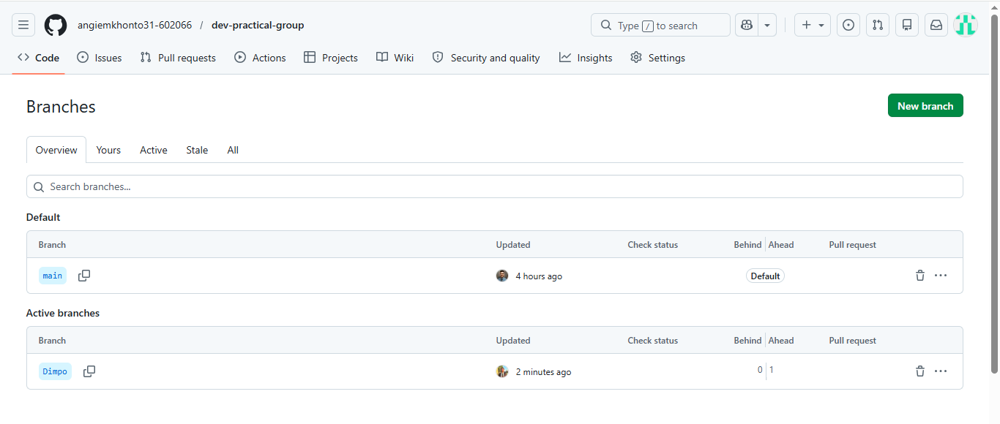 angiemkhonto31-602066 / dev-practical-group
Type / to search
Code Issues Pull requests Actions Projects Wiki Security and quality Insights Settings
Branches
New branch
Overview Yours Active Stale All
Search branches...
Default
Branch Updated Check status Behind Ahead Pull request
main 4 hours ago Default
Active branches
Branch Updated Check status Behind Ahead Pull request
Dimpo 2 minutes ago 0 1